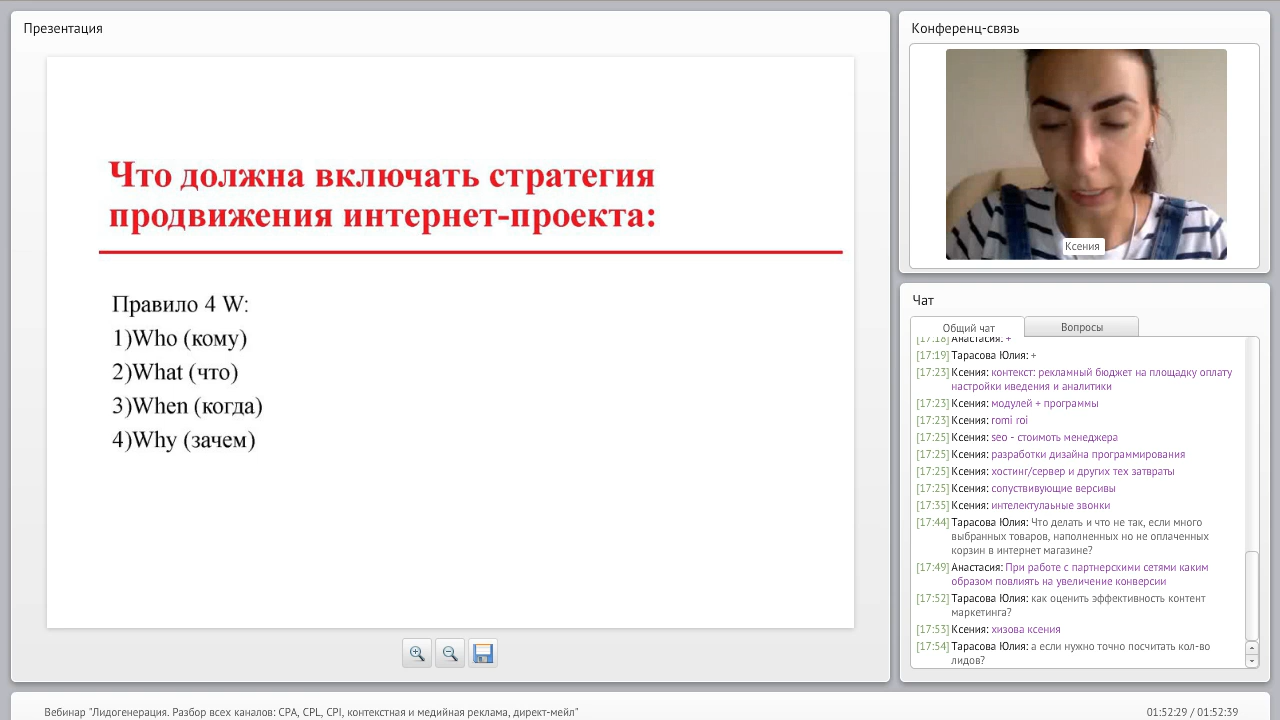 Презентация
Что должна включать стратегия
продвижения интернет-проекта:
Правило 4 W:
1)Who (кому)
2)What (что)
3)When (когда)
4)Why (зачем)
Конференц-связь
Ксения
Чат
Общий чат
Вопросы
[17:18] Анастасия: +
[17:19] Тарасова Юлия: +
[17:23] Ксения: контекст: рекламный бюджет на площадку оплату
настройки иведения и аналитики
[17:23] Ксения: модулей + программы
[17:23] Ксения: romi roi
[17:25] Ксения: seo - стоимоть менеджера
[17:25] Ксения: разработки дизайна программирования
[17:25] Ксения: хостинг/сервер и других тех затвраты
[17:25] Ксения: сопуствивующие версивы
[17:35] Ксения: интелектулаьные звонки
[17:44] Тарасова Юлия: Что делать и что не так, если много
выбранных товаров, наполненных но не оплаченных
корзин в интернет магазине?
[17:49] Анастасия: При работе с партнерскими сетями каким
образом повлиять на увеличение конверсии
[17:52] Тарасова Юлия: как оценить эффективность контент
маркетинга?
[17:53] Ксения: хизова ксения
[17:54] Тарасова Юлия: а если нужно точно посчитать кол-во
лидов?
Вебинар "Лидогенерация. Разбор всех каналов: CPA, CPL, CPI, контекстная и медийная реклама, директ-мейл"
01:52:29 / 01:52:39